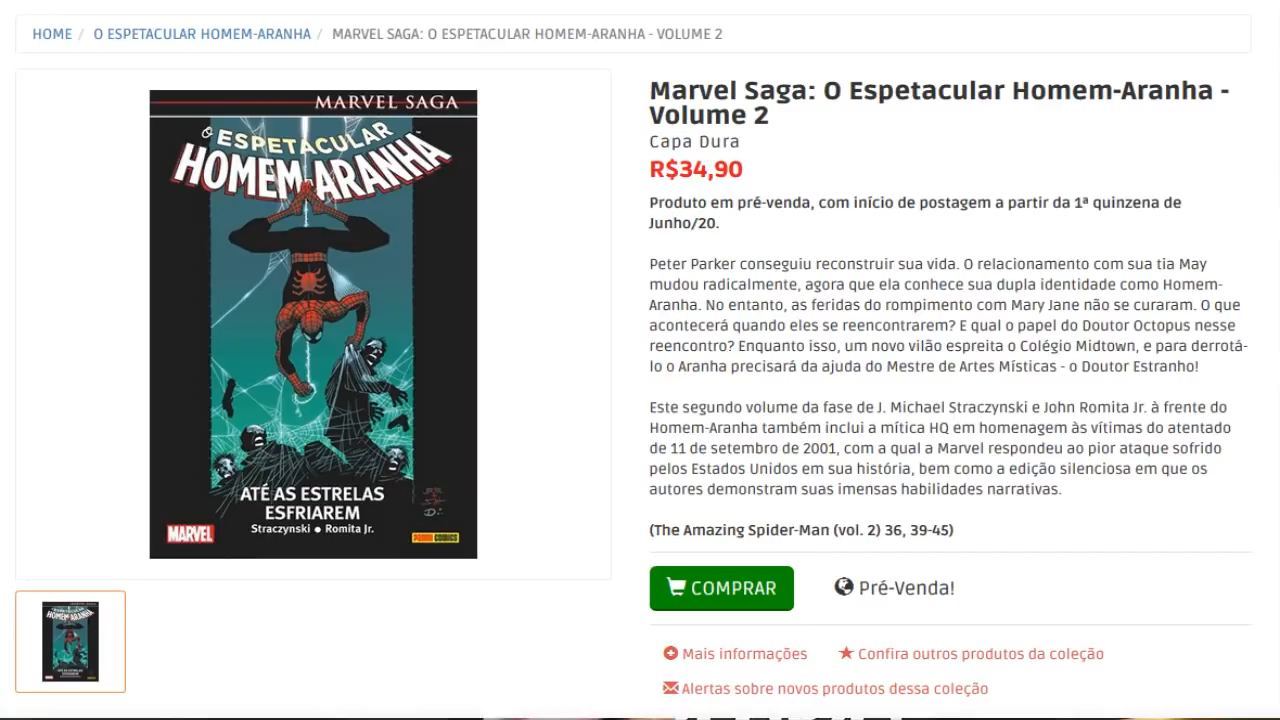 HOME / O ESPETACULAR HOMEM-ARANHA / MARVEL SAGA: O ESPETACULAR HOMEM-ARANHA - VOLUME 2
MARVEL SAGA
O ESPETACULAR
HOMEM-ARANHA
ATÉ AS ESTRELAS
ESFRIAREM
Straczynski ● Romita Jr.
MARVEL
PANINI COMICS
Marvel Saga: O Espetacular Homem-Aranha -
Volume 2
Capa Dura
R$34,90
Produto em pré-venda, com início de postagem a partir da 1ª quinzena de
Junho/20.
Peter Parker conseguiu reconstruir sua vida. O relacionamento com sua tia May
mudou radicalmente, agora que ela conhece sua dupla identidade como Homem-
Aranha. No entanto, as feridas do rompimento com Mary Jane não se curaram. O que
acontecerá quando eles se reencontrarem? E qual o papel do Doutor Octopus nesse
reencontro? Enquanto isso, um novo vilão espreita o Colégio Midtown, e para derrotá-
lo o Aranha precisará da ajuda do Mestre de Artes Místicas - o Doutor Estranho!
Este segundo volume da fase de J. Michael Straczynski e John Romita Jr. à frente do
Homem-Aranha também inclui a mítica HQ em homenagem às vítimas do atentado
de 11 de setembro de 2001, com a qual a Marvel respondeu ao pior ataque sofrido
pelos Estados Unidos em sua história, bem como a edição silenciosa em que os
autores demonstram suas imensas habilidades narrativas.
(The Amazing Spider-Man (vol. 2) 36, 39-45)
COMPRAR
Pré-Venda!
Mais informações
Confira outros produtos da coleção
Alertas sobre novos produtos dessa coleção